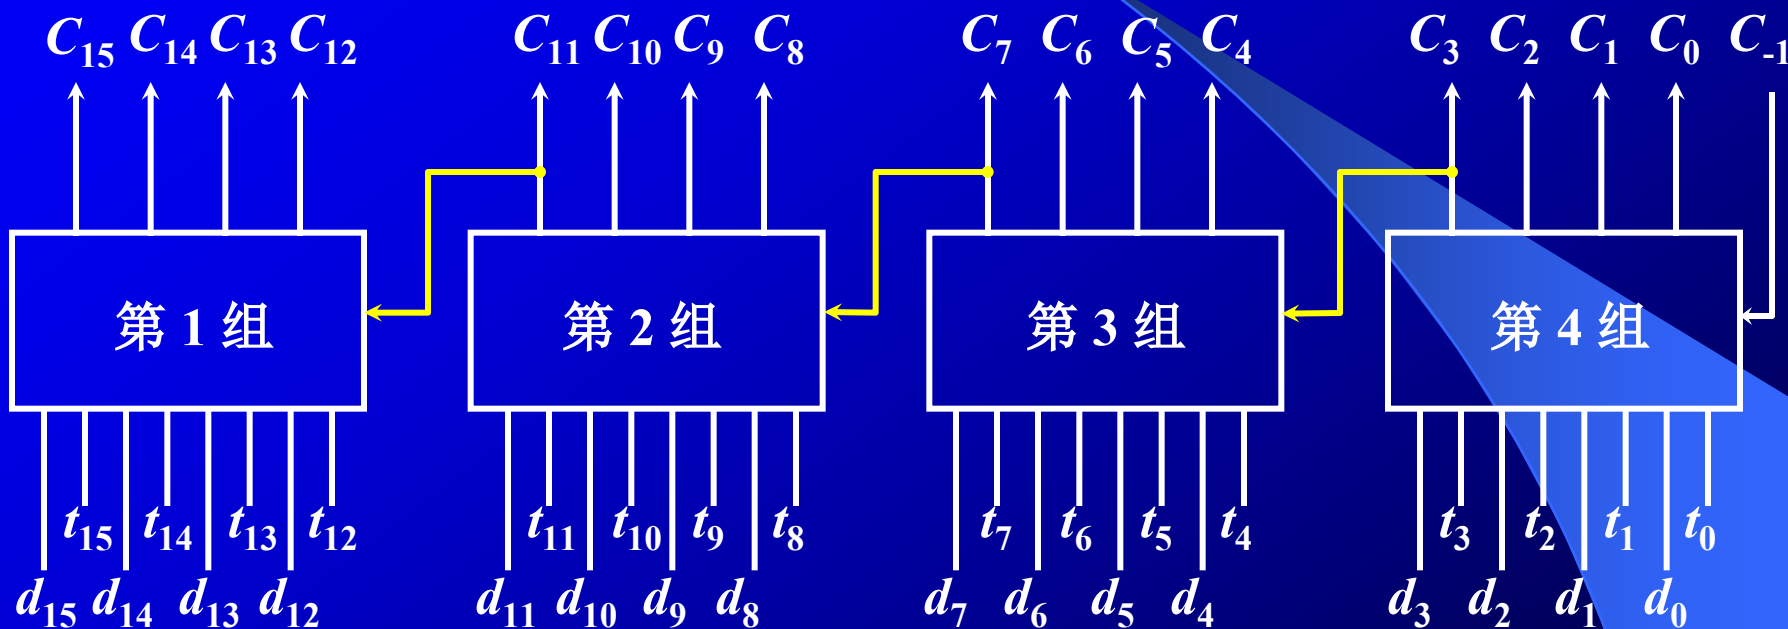 C₁₅ C₁₄ C₁₃ C₁₂ C₁₁ C₁₀ C₉ C₈ C₇ C₆ C₅ C₄ C₃ C₂ C₁ C₀ C₋₁
第 1 组 第 2 组 第 3 组 第 4 组
t₁₅ t₁₄ t₁₃ t₁₂ t₁₁ t₁₀ t₉ t₈ t₇ t₆ t₅ t₄ t₃ t₂ t₁ t₀
d₁₅ d₁₄ d₁₃ d₁₂ d₁₁ d₁₀ d₉ d₈ d₇ d₆ d₅ d₄ d₃ d₂ d₁ d₀